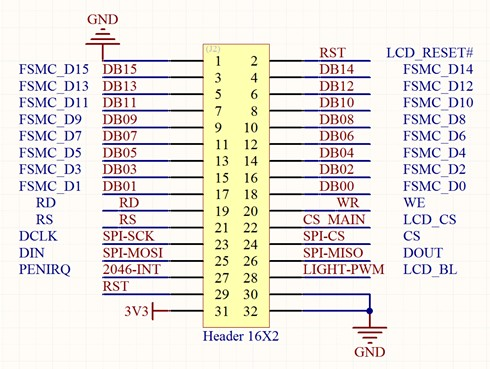 GND
(J2)
1 2 RST LCD_RESET#
FSMC_D15 DB15 3 4 DB14 FSMC_D14
FSMC_D13 DB13 5 6 DB12 FSMC_D12
FSMC_D11 DB11 7 8 DB10 FSMC_D10
FSMC_D9 DB09 9 10 DB08 FSMC_D8
FSMC_D7 DB07 11 12 DB06 FSMC_D6
FSMC_D5 DB05 13 14 DB04 FSMC_D4
FSMC_D3 DB03 15 16 DB02 FSMC_D2
FSMC_D1 DB01 17 18 DB00 FSMC_D0
RD RD 19 20 WR WE
RS RS 21 22 CS_MAIN LCD_CS
DCLK SPI-SCK 23 24 SPI-CS CS
DIN SPI-MOSI 25 26 SPI-MISO DOUT
PENIRQ 2046-INT 27 28 LIGHT-PWM LCD_BL
RST 29 30
3V3 31 32
Header 16X2
GND